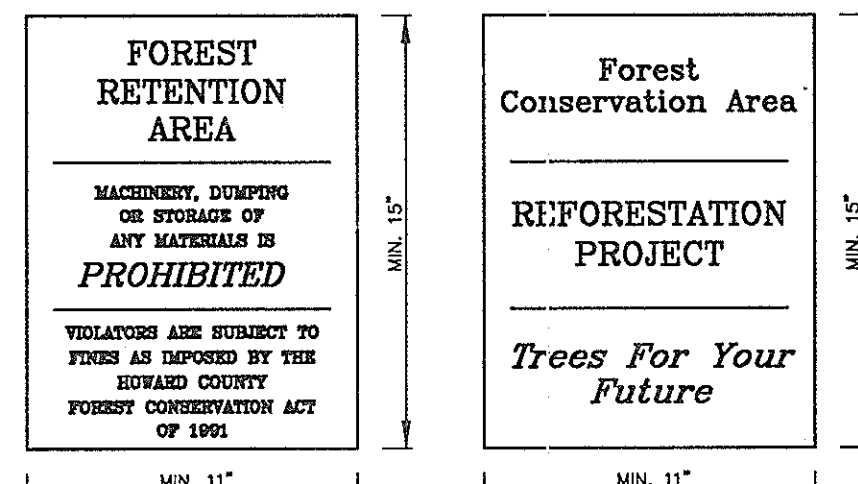 FOREST
RETENTION
AREA
MACHINERY, DUMPING
OR STORAGE OF
ANY MATERIALS IS
PROHIBITED
VIOLATORS ARE SUBJECT TO
FINES AS IMPOSED BY THE
HOWARD COUNTY
FOREST CONSERVATION ACT
OF 1991
MIN. 15"
MIN. 11"
Forest
Conservation Area
REFORESTATION
PROJECT
Trees For Your
Future
MIN. 15"
MIN. 11"